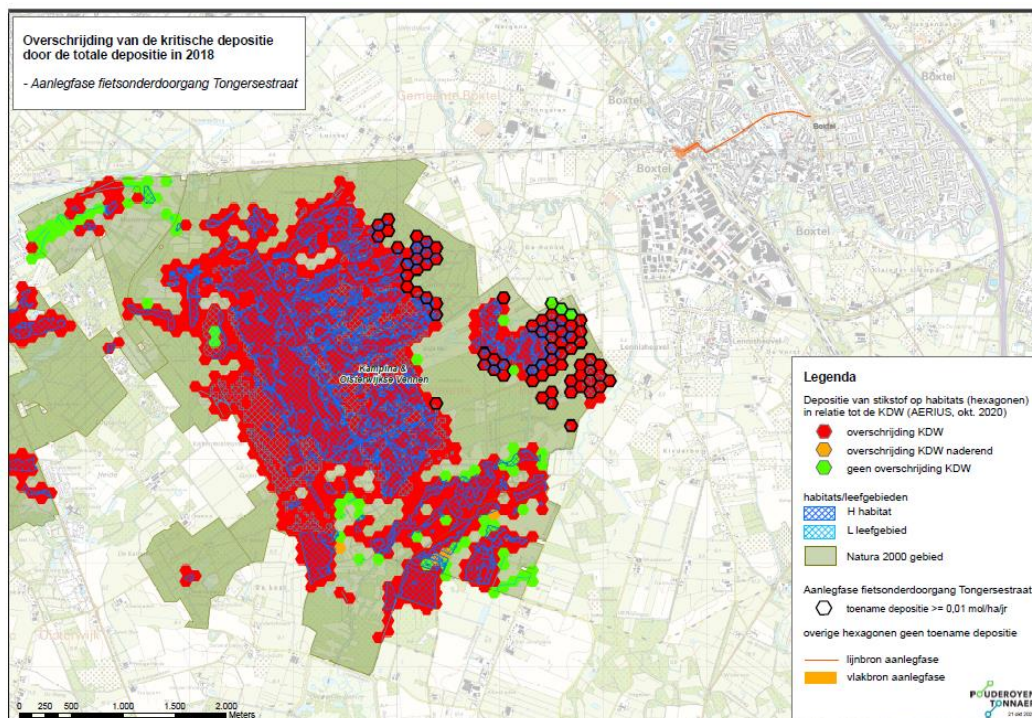 Overschrijding van de kritische depositie
door de totale depositie in 2018
- Aanlegfase fietsonderdoorgang Tongersestraat
Gemeente Boxtel
Boxtel
Boxtel
Boxtel
Boxtel
Boxtel
Lennisheuvel
Kampina &
Oisterwijkse Vennen
Oisterwijk
Legenda
Depositie van stikstof op habitats (hexagonen)
in relatie tot de KDW (AERIUS, okt. 2020)
overschrijding KDW
overschrijding KDW naderend
geen overschrijding KDW
habitats/leefgebieden
H habitat
L leefgebied
Natura 2000 gebied
Aanlegfase fietsonderdoorgang Tongersestraat
toename depositie >= 0,01 mol/ha/jr
overige hexagonen geen toename depositie
lijnbron aanlegfase
vlakbron aanlegfase
POUDEROYEN
TONNAER
0 250 500 1.000 1.500 2.000
Meters